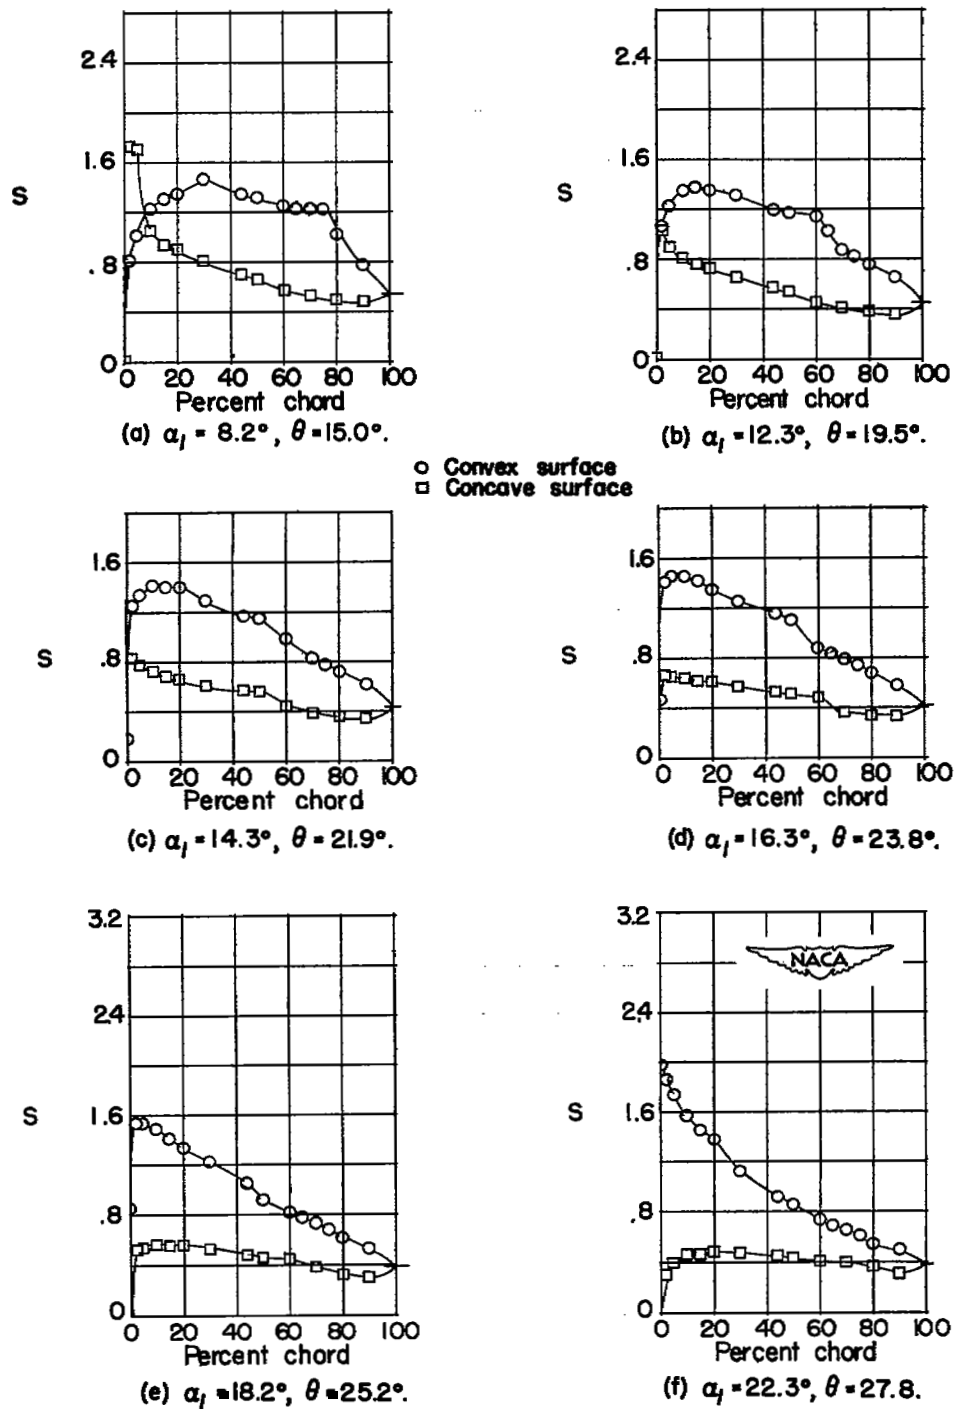 2.4
1.6
S
.8
0
0 20 40 60 80 100
Percent chord
(a) α₁ = 8.2°, θ = 15.0°.
2.4
1.6
S
.8
0
0 20 40 60 80 100
Percent chord
(b) α₁ = 12.3°, θ = 19.5°.
○ Convex surface
□ Concave surface
1.6
S
.8
0
0 20 40 60 80 100
Percent chord
(c) α₁ = 14.3°, θ = 21.9°.
1.6
S
.8
0
0 20 40 60 80 100
Percent chord
(d) α₁ = 16.3°, θ = 23.8°.
3.2
2.4
1.6
S
.8
0
0 20 40 60 80 100
Percent chord
(e) α₁ = 18.2°, θ = 25.2°.
3.2
NACA
2.4
1.6
S
.8
0
0 20 40 60 80 100
Percent chord
(f) α₁ = 22.3°, θ = 27.8.